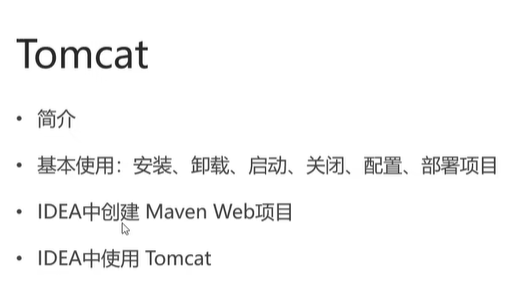 Tomcat
• 简介
• 基本使用：安装、卸载、启动、关闭、配置、部署项目
• IDEA中创建 Maven Web项目
• IDEA中使用 Tomcat